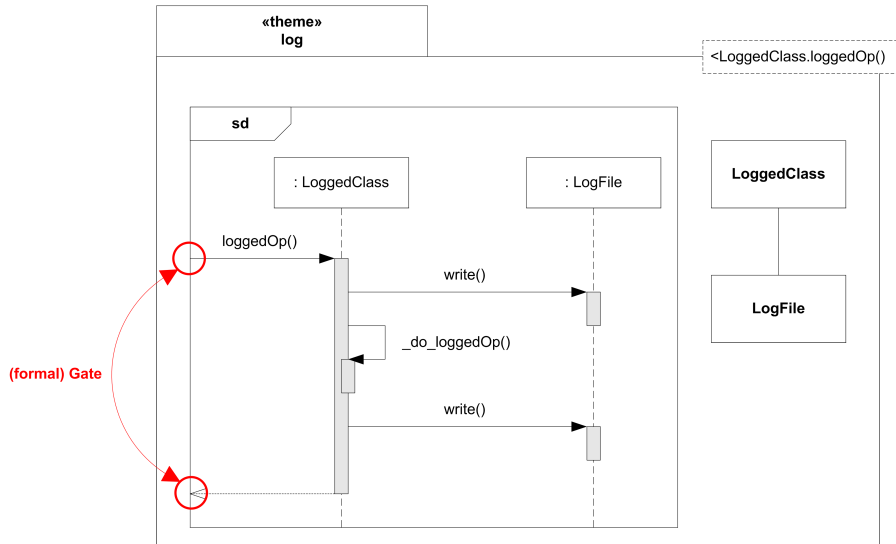 «theme»
log
<LoggedClass.loggedOp()
sd
: LoggedClass
: LogFile
LoggedClass
loggedOp()
write()
LogFile
_do_loggedOp()
(formal) Gate
write()